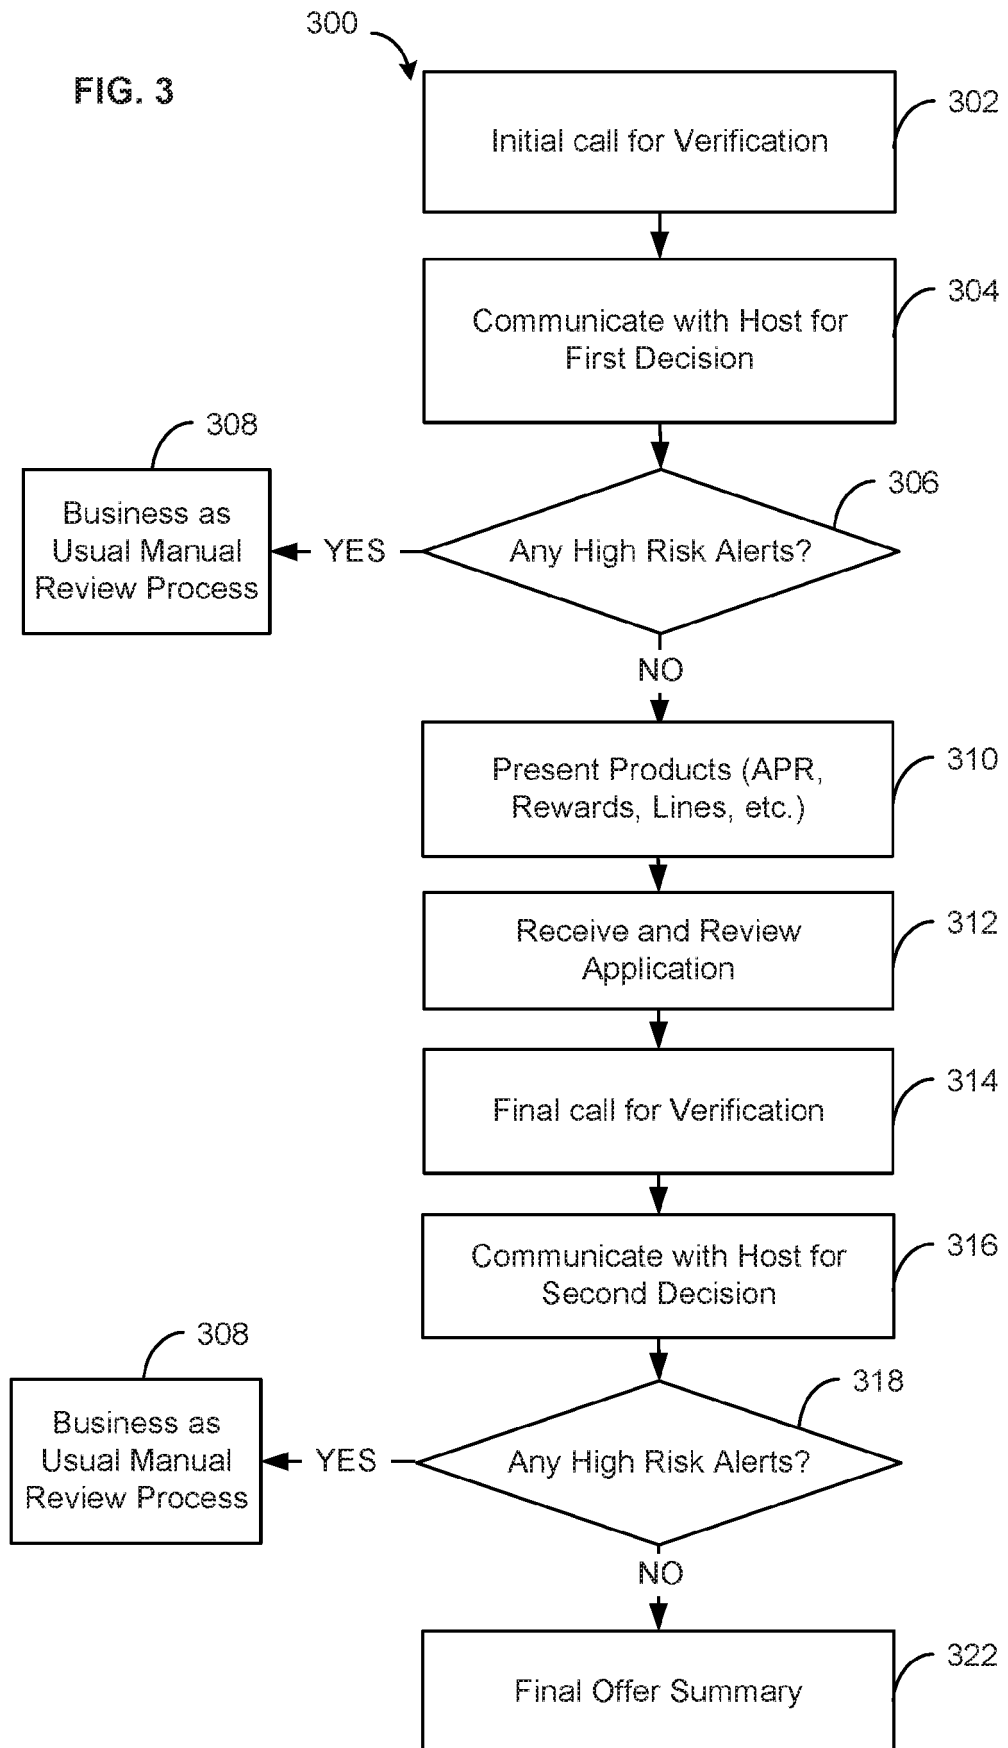 300
FIG. 3
302
Initial call for Verification
304
Communicate with Host for
First Decision
308
Business as
Usual Manual
Review Process
YES
306
Any High Risk Alerts?
NO
310
Present Products (APR,
Rewards, Lines, etc.)
312
Receive and Review
Application
314
Final call for Verification
316
Communicate with Host for
Second Decision
308
Business as
Usual Manual
Review Process
YES
318
Any High Risk Alerts?
NO
322
Final Offer Summary